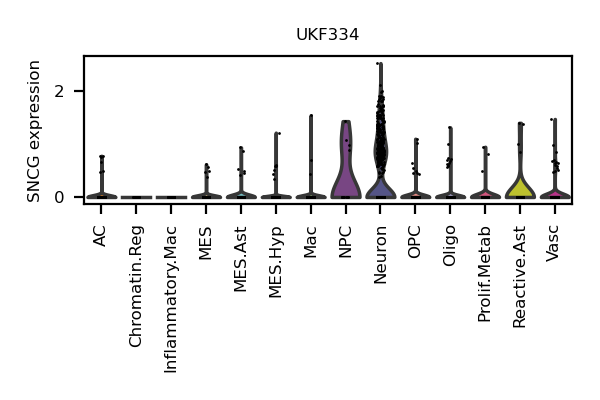 UKF334
SNCG expression
2
0
AC
Chromatin.Reg
Inflammatory.Mac
MES
MES.Ast
MES.Hyp
Mac
NPC
Neuron
OPC
Oligo
Prolif.Metab
Reactive.Ast
Vasc